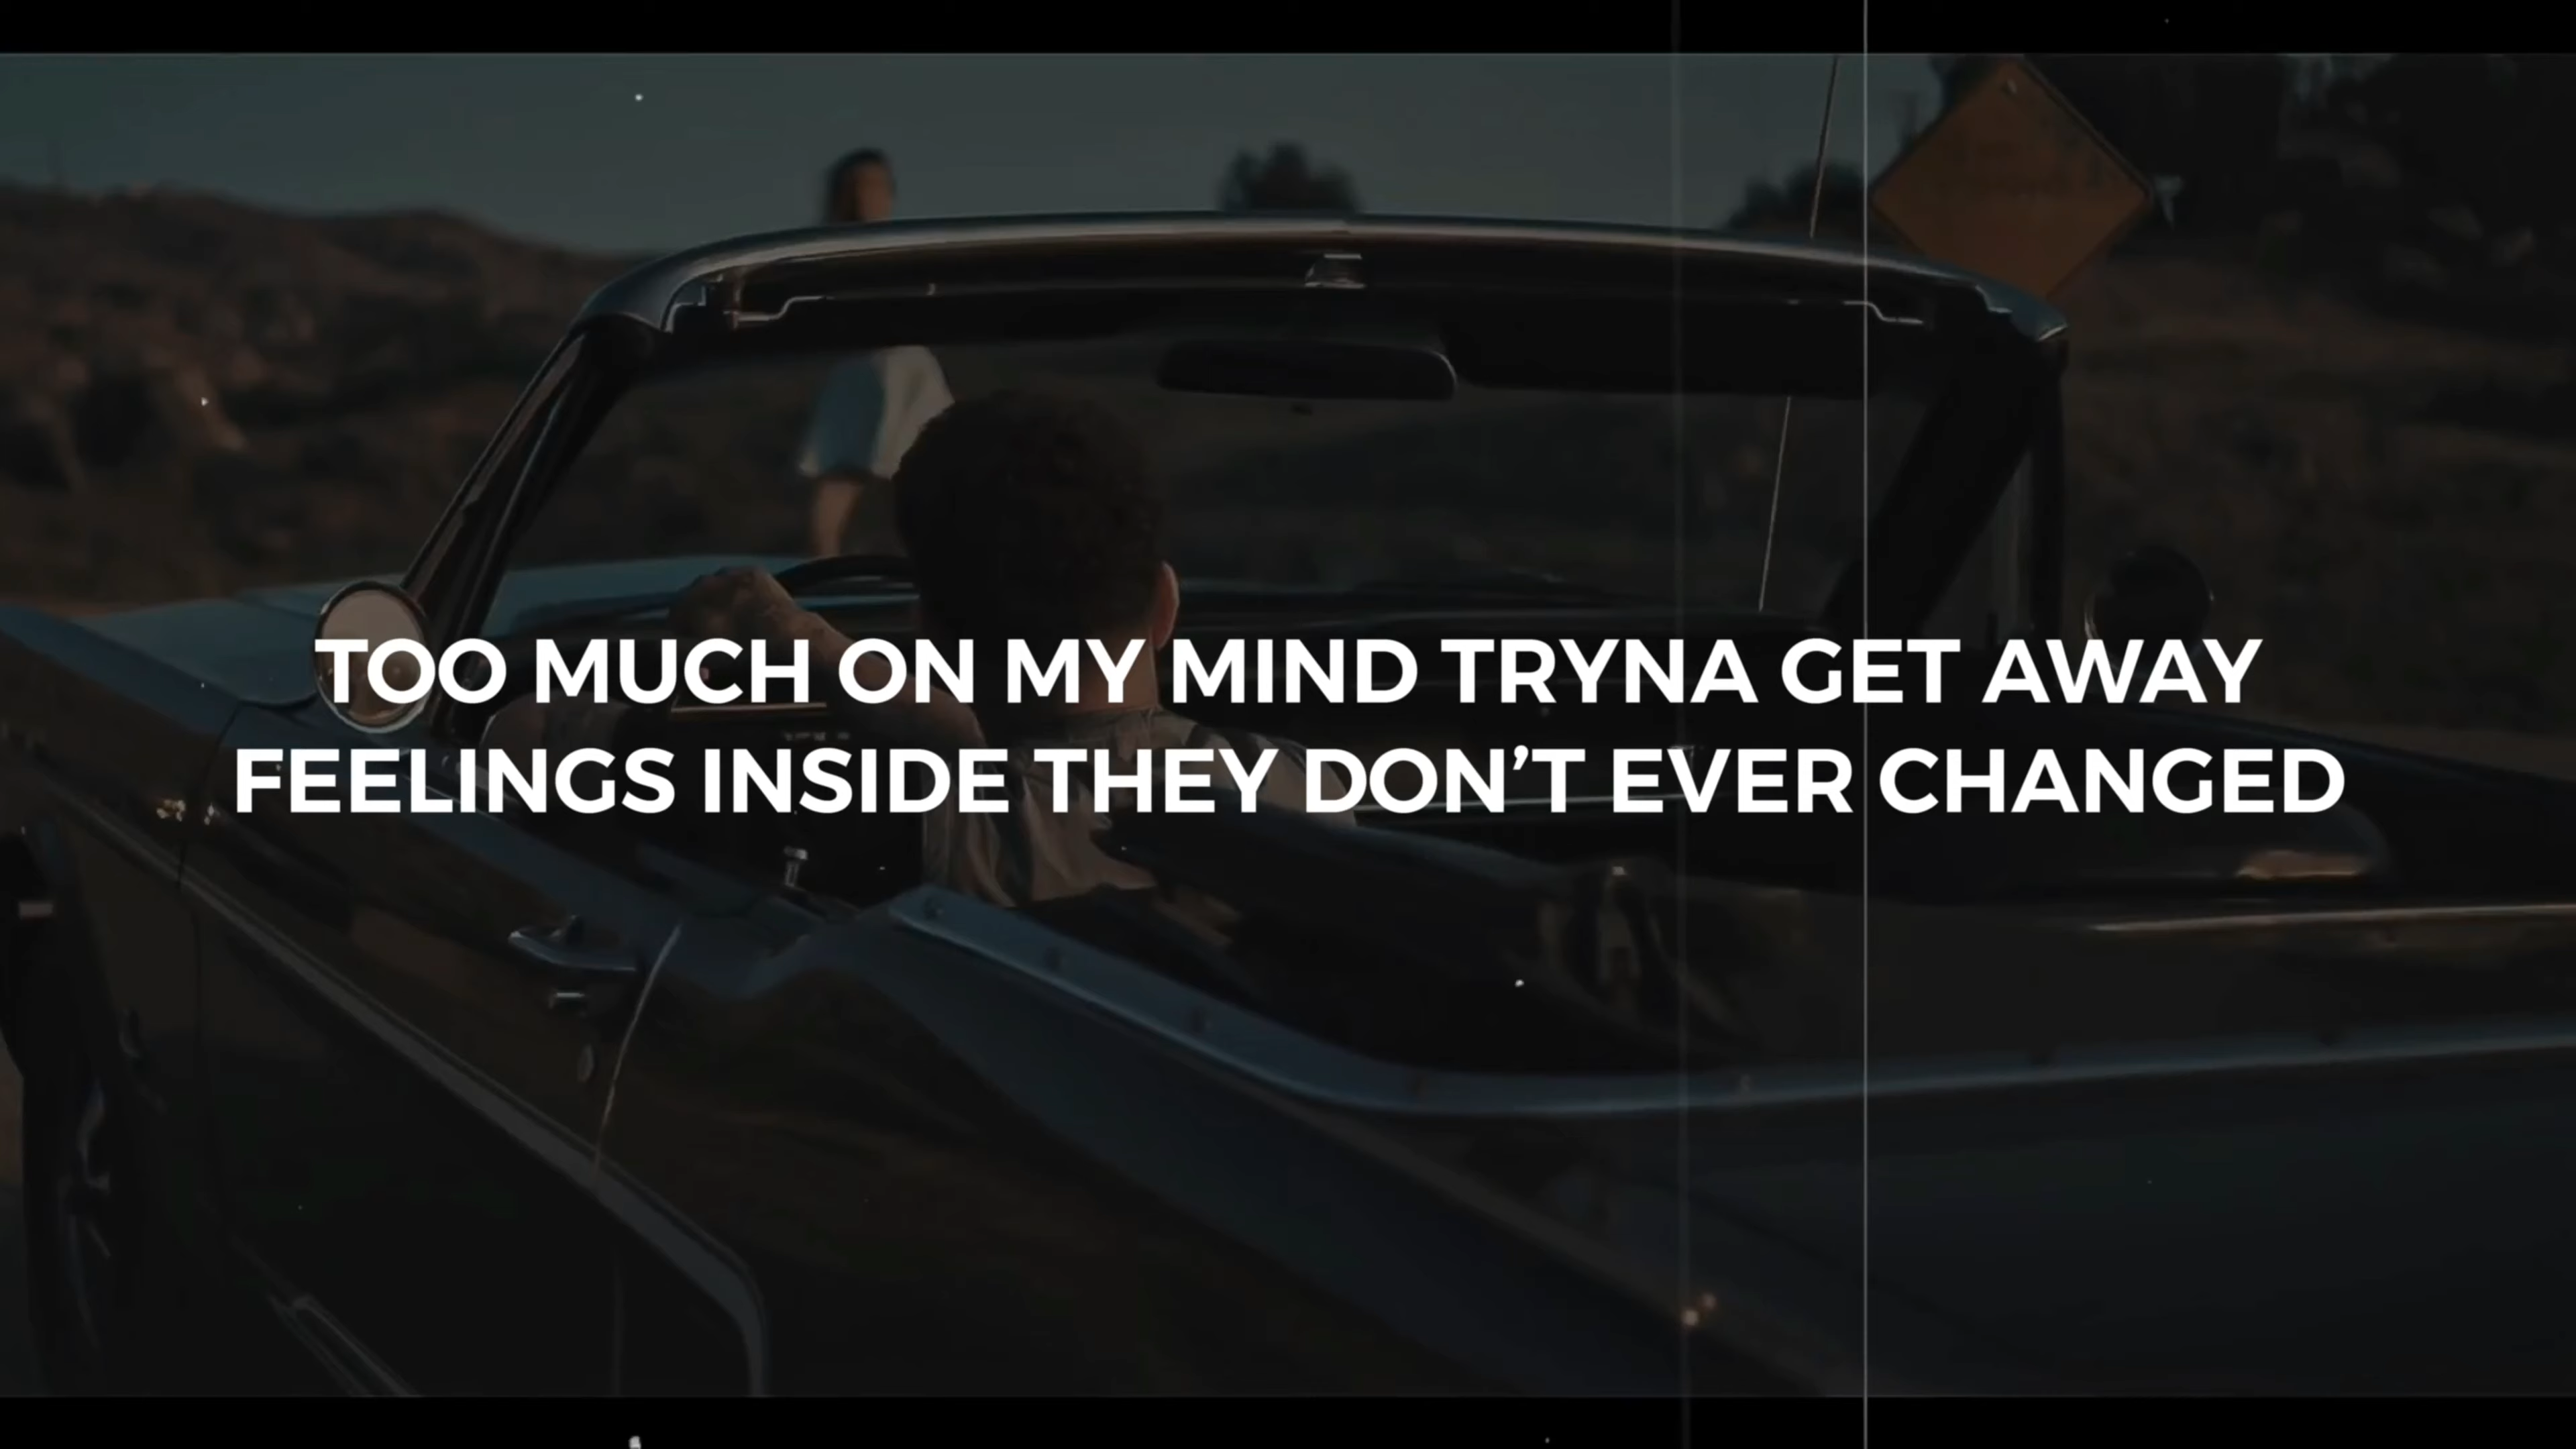 TOO MUCH ON MY MIND TRYNA GET AWAY
FEELINGS INSIDE THEY DON’T EVER CHANGED